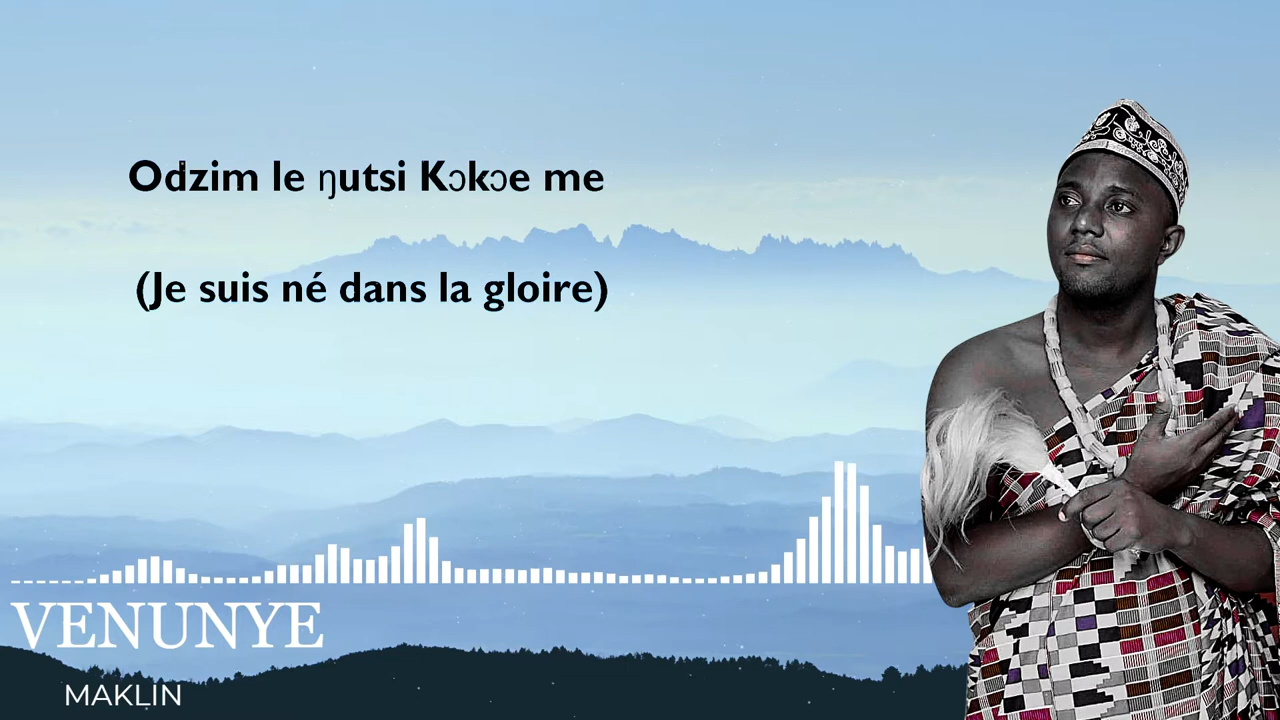 Odzim le ŋutsi Kɔkɔe me
(Je suis né dans la gloire)
VENUNYE
MAKLIN